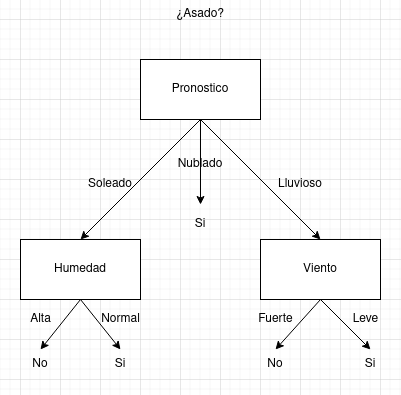 ¿Asado?
Pronostico
Nublado
Soleado
Lluvioso
Si
Humedad
Viento
Alta
Normal
Fuerte
Leve
No
Si
No
Si